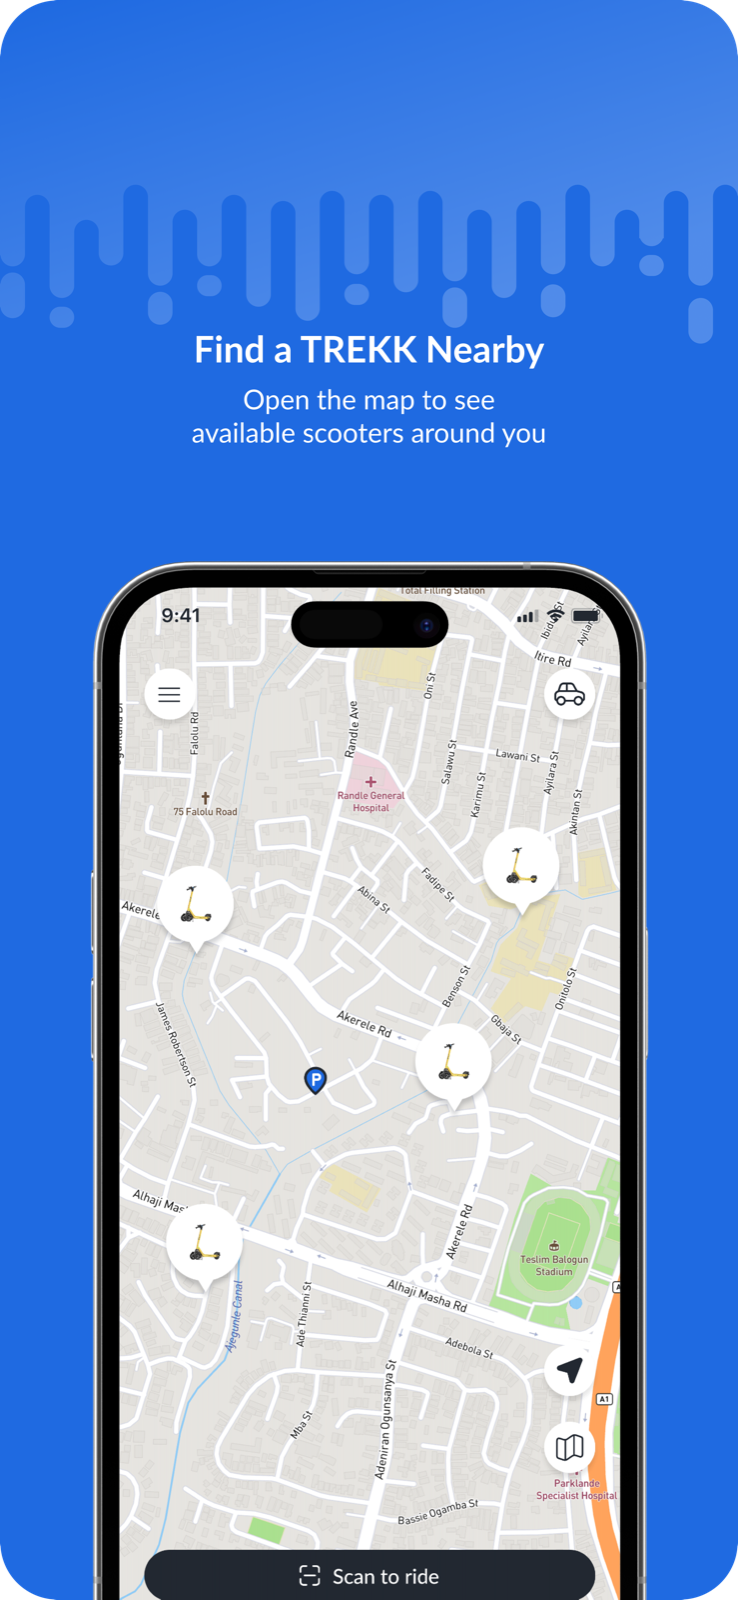 Find a TREKK Nearby
Open the map to see
available scooters around you
Total Filling Station
9:41
Itire Rd
Oni St
Randle Ave
Falolu Rd
Salawu St
Lawani St
Ayilara St
Karimu St
Akintan St
Randle General
Hospital
75 Falolu Road
Fadipe St
Abina St
Akerele
Benson St
Onitolo St
Akerele Rd
Gbaja St
James Robertson St
P
Alhaji Mas
Akerele Rd
Teslim Balogun
Stadium
Ajegunle Canal
Ade Thianni St
Alhaji Masha Rd
Adebola St
A1
Adeniran Ogunsanya St
Mba St
Parklande
Specialist Hospital
Bassie Ogamba St
Scan to ride